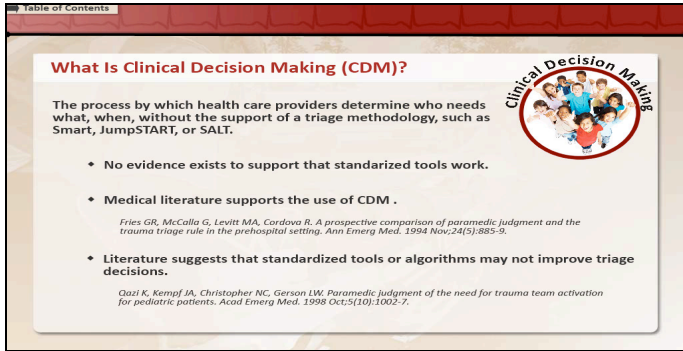 Table of Contents
What Is Clinical Decision Making (CDM)?
Clinical Decision Making
The process by which health care providers determine who needs
what, when, without the support of a triage methodology, such as
Smart, JumpSTART, or SALT.
◆ No evidence exists to support that standarized tools work.
◆ Medical literature supports the use of CDM .
Fries GR, McCalla G, Levitt MA, Cordova R. A prospective comparison of paramedic judgment and the
trauma triage rule in the prehospital setting. Ann Emerg Med. 1994 Nov;24(5):885-9.
◆ Literature suggests that standardized tools or algorithms may not improve triage
decisions.
Qazi K, Kempf JA, Christopher NC, Gerson LW. Paramedic judgment of the need for trauma team activation
for pediatric patients. Acad Emerg Med. 1998 Oct;5(10):1002-7.